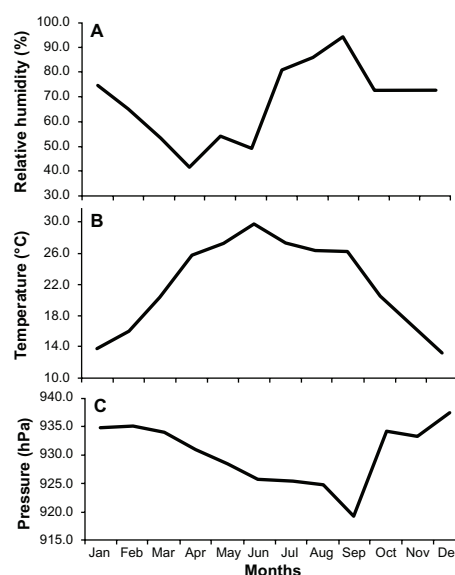 A
Relative humidity (%)
100.0
90.0
80.0
70.0
60.0
50.0
40.0
30.0
B
Temperature (°C)
30.0
26.0
22.0
18.0
14.0
10.0
C
Pressure (hPa)
940.0
935.0
930.0
925.0
920.0
915.0
Jan Feb Mar Apr May Jun Jul Aug Sep Oct Nov De
Months